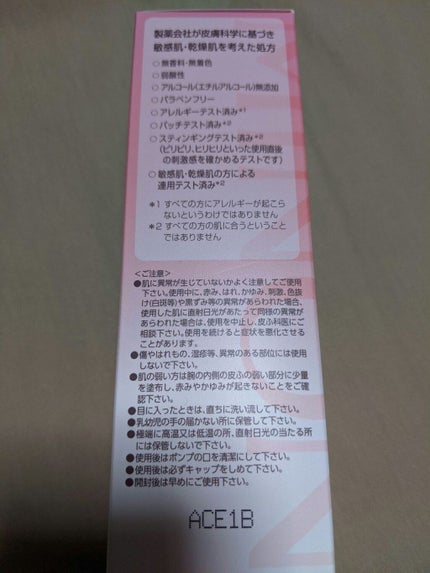 製薬会社が皮膚科学に基づき
敏感肌・乾燥肌を考えた処方
○無香料・無着色
○弱酸性
○アルコール(エチルアルコール)無添加
○パラベンフリー
○アレルギーテスト済み*1
○パッチテスト済み*2
○スティンギングテスト済み*2
(ピリピリ、ヒリヒリといった使用直後
の刺激感を確かめるテストです)
○敏感肌・乾燥肌の方による
連用テスト済み*2
*1 すべての方にアレルギーが起こら
ないというわけではありません
*2 すべての方の肌に合うということ
ではありません
<ご注意>
●肌に異常が生じていないかよく注意してご使用
下さい。使用中に、赤み、はれ、かゆみ、刺激、色抜
け(白斑等)や黒ずみ等の異常があらわれた場合、
使用した肌に直射日光があたって同様の異常が
あらわれた場合は、使用を中止し、皮ふ科医にご
相談下さい。使用を続けると症状を悪化させる
ことがあります。
●傷やはれもの、湿疹等、異常のある部位には使用
しないで下さい。
●肌の弱い方は腕の内側の皮ふの弱い部分に少量
を塗布し、赤みやかゆみが起きないことをご確
認下さい。
●目に入ったときは、直ちに洗い流して下さい。
●乳幼児の手の届かない所に保管して下さい。
●極端に高温又は低温の所、直射日光の当たる所
には保管しないで下さい。
●使用後はポンプの口を清潔にして下さい。
●使用後は必ずキャップをしめて下さい。
●開封後は早めにご使用下さい。
ACE1B